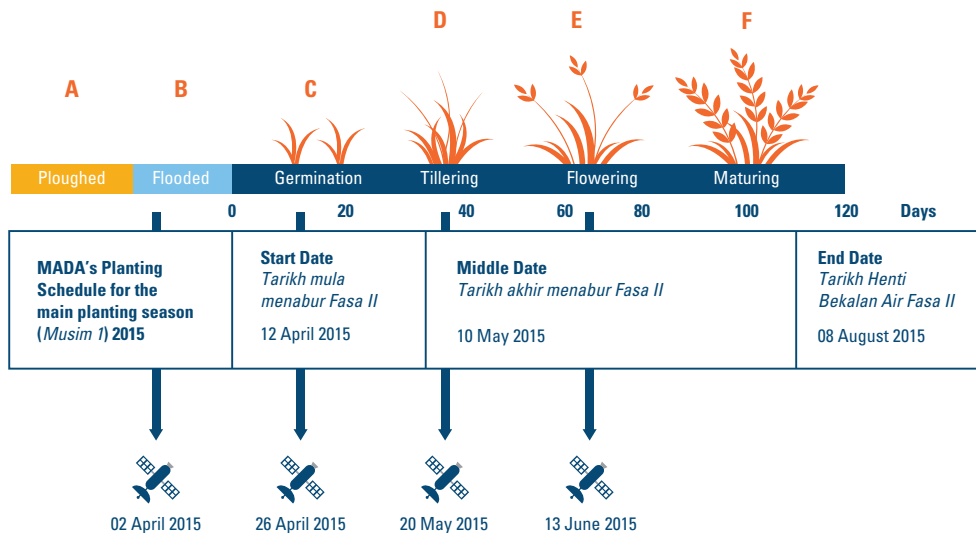 A
B
C
D
E
F
Ploughed
Flooded
Germination
Tillering
Flowering
Maturing
0
20
40
60
80
100
120
Days
MADA's Planting
Schedule for the
main planting season
(Musim 1) 2015
Start Date
Tarikh mula
menabur Fasa II
12 April 2015
Middle Date
Tarikh akhir menabur Fasa II
10 May 2015
End Date
Tarikh Henti
Bekalan Air Fasa II
08 August 2015
02 April 2015
26 April 2015
20 May 2015
13 June 2015